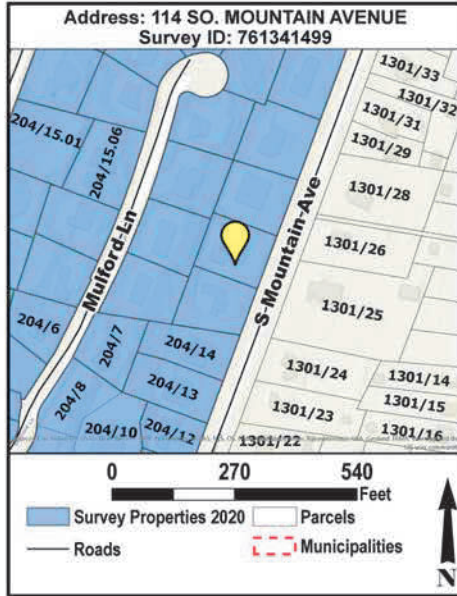 Address: 114 SO. MOUNTAIN AVENUE
Survey ID: 761341499
1301/33
1301/32
204/15.01
204/15.06
1301/31
1301/29
1301/28
Mulford-Ln
S-Mountain-Ave
1301/26
1301/25
204/6
204/7
204/14
204/13
1301/24
1301/14
204/8
1301/15
1301/23
204/10
204/12
1301/16
1301/22
0 270 540
Feet
Survey Properties 2020
Parcels
Roads
Municipalities
N